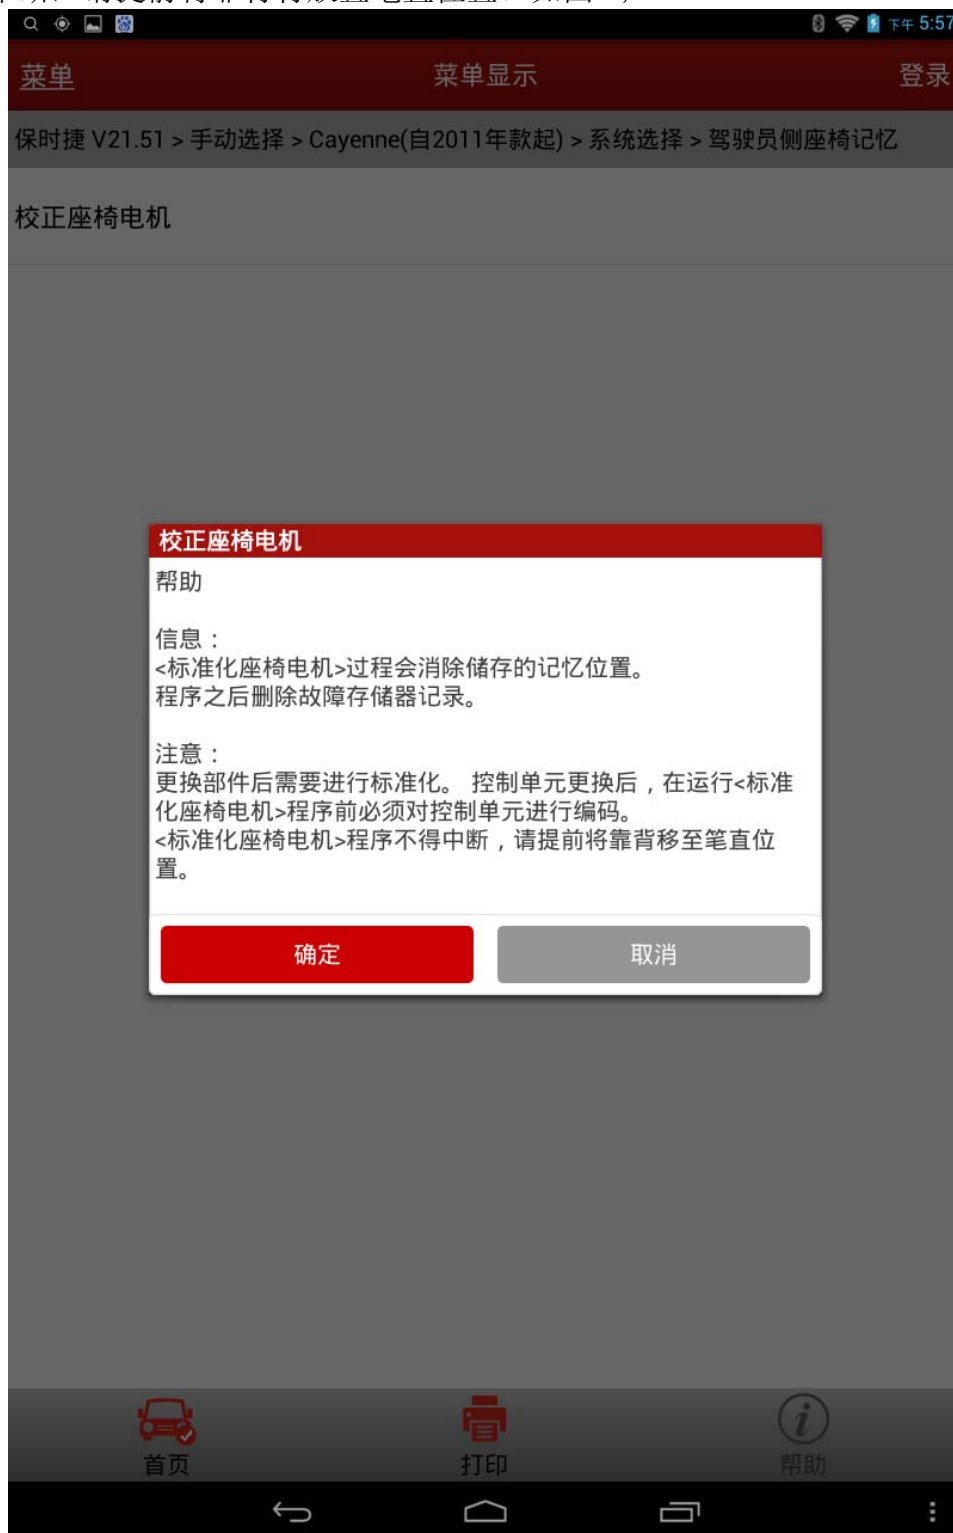 下午 5:57
菜单
菜单显示
登录
保时捷 V21.51 > 手动选择 > Cayenne(自2011年款起) > 系统选择 > 驾驶员侧座椅记忆
校正座椅电机
校正座椅电机
帮助
信息：
<标准化座椅电机>过程会消除储存的记忆位置。
程序之后删除故障存储器记录。
注意：
更换部件后需要进行标准化。 控制单元更换后，在运行<标准
化座椅电机>程序前必须对控制单元进行编码。
<标准化座椅电机>程序不得中断，请提前将靠背移至笔直位
置。
确定
取消
首页
打印
帮助